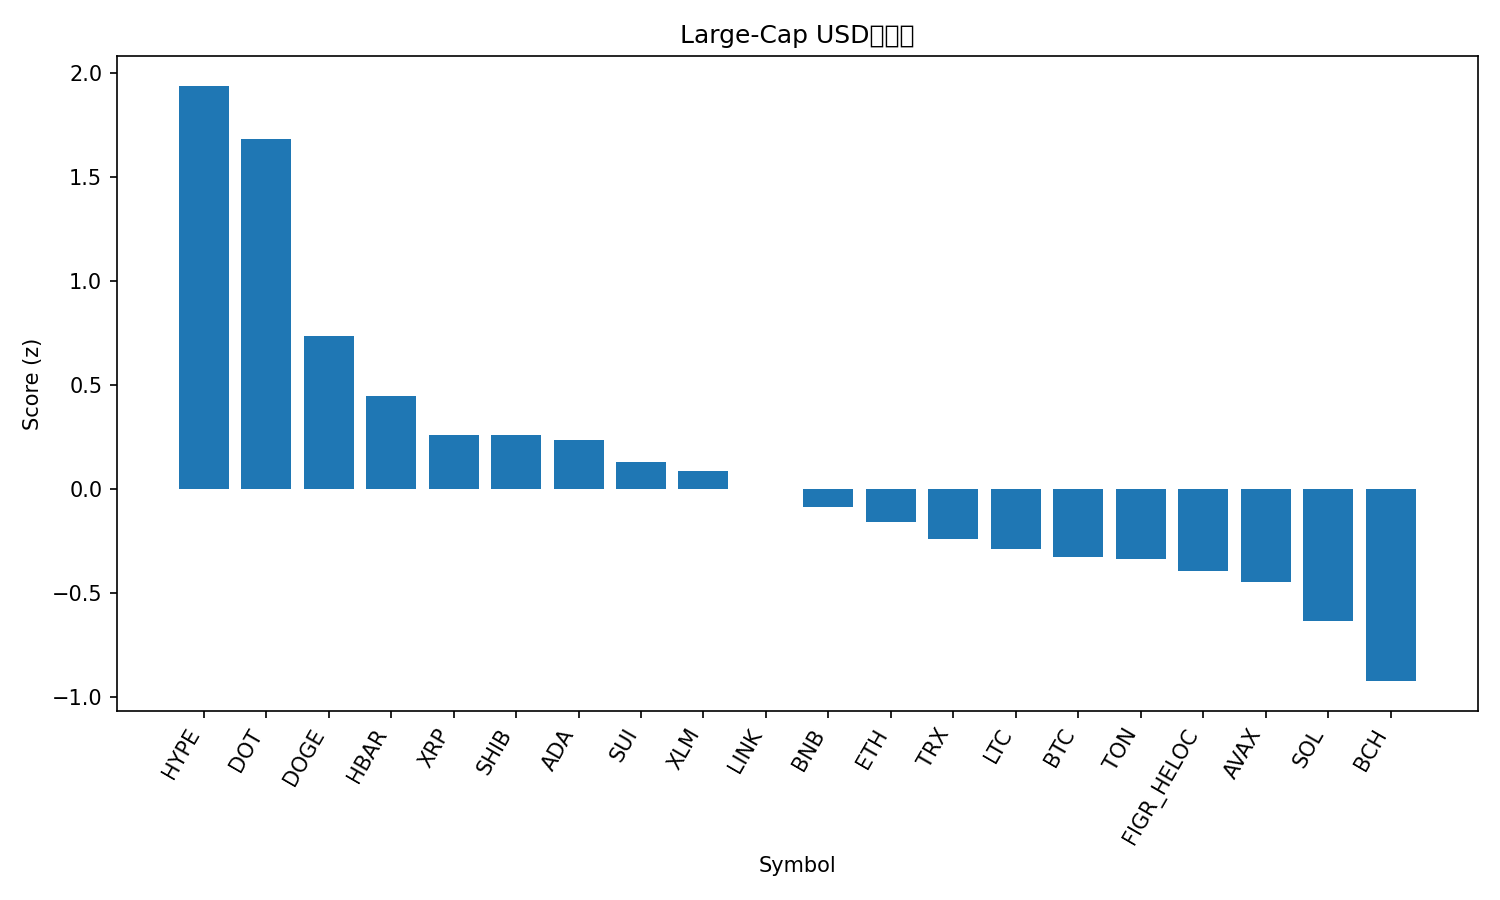 Large-Cap USD
2.0
1.5
1.0
0.5
0.0
−0.5
−1.0
Score (z)
HYPE
DOT
DOGE
HBAR
XRP
SHIB
ADA
SUI
XLM
LINK
BNB
ETH
TRX
LTC
BTC
TON
FIGR_HELOC
AVAX
SOL
BCH
Symbol